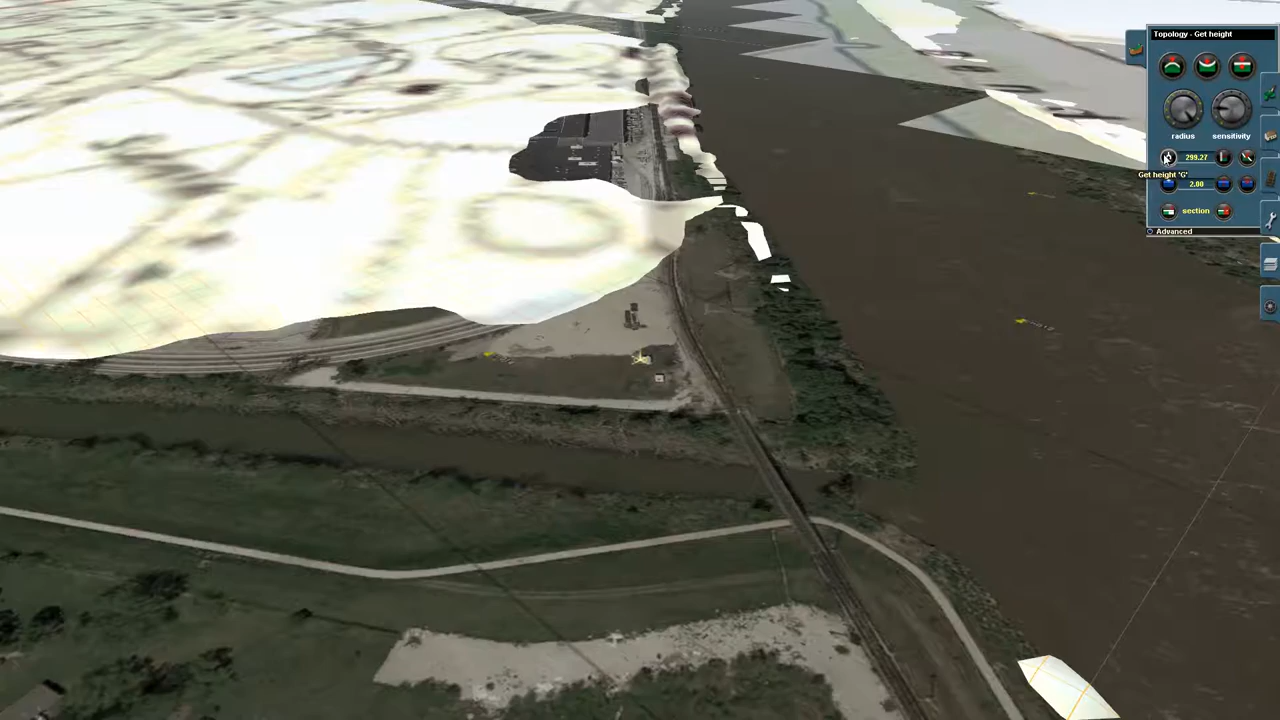 Topology - Get height
radius
sensitivity
299.27
Get height 'G'
2.00
section
Advanced